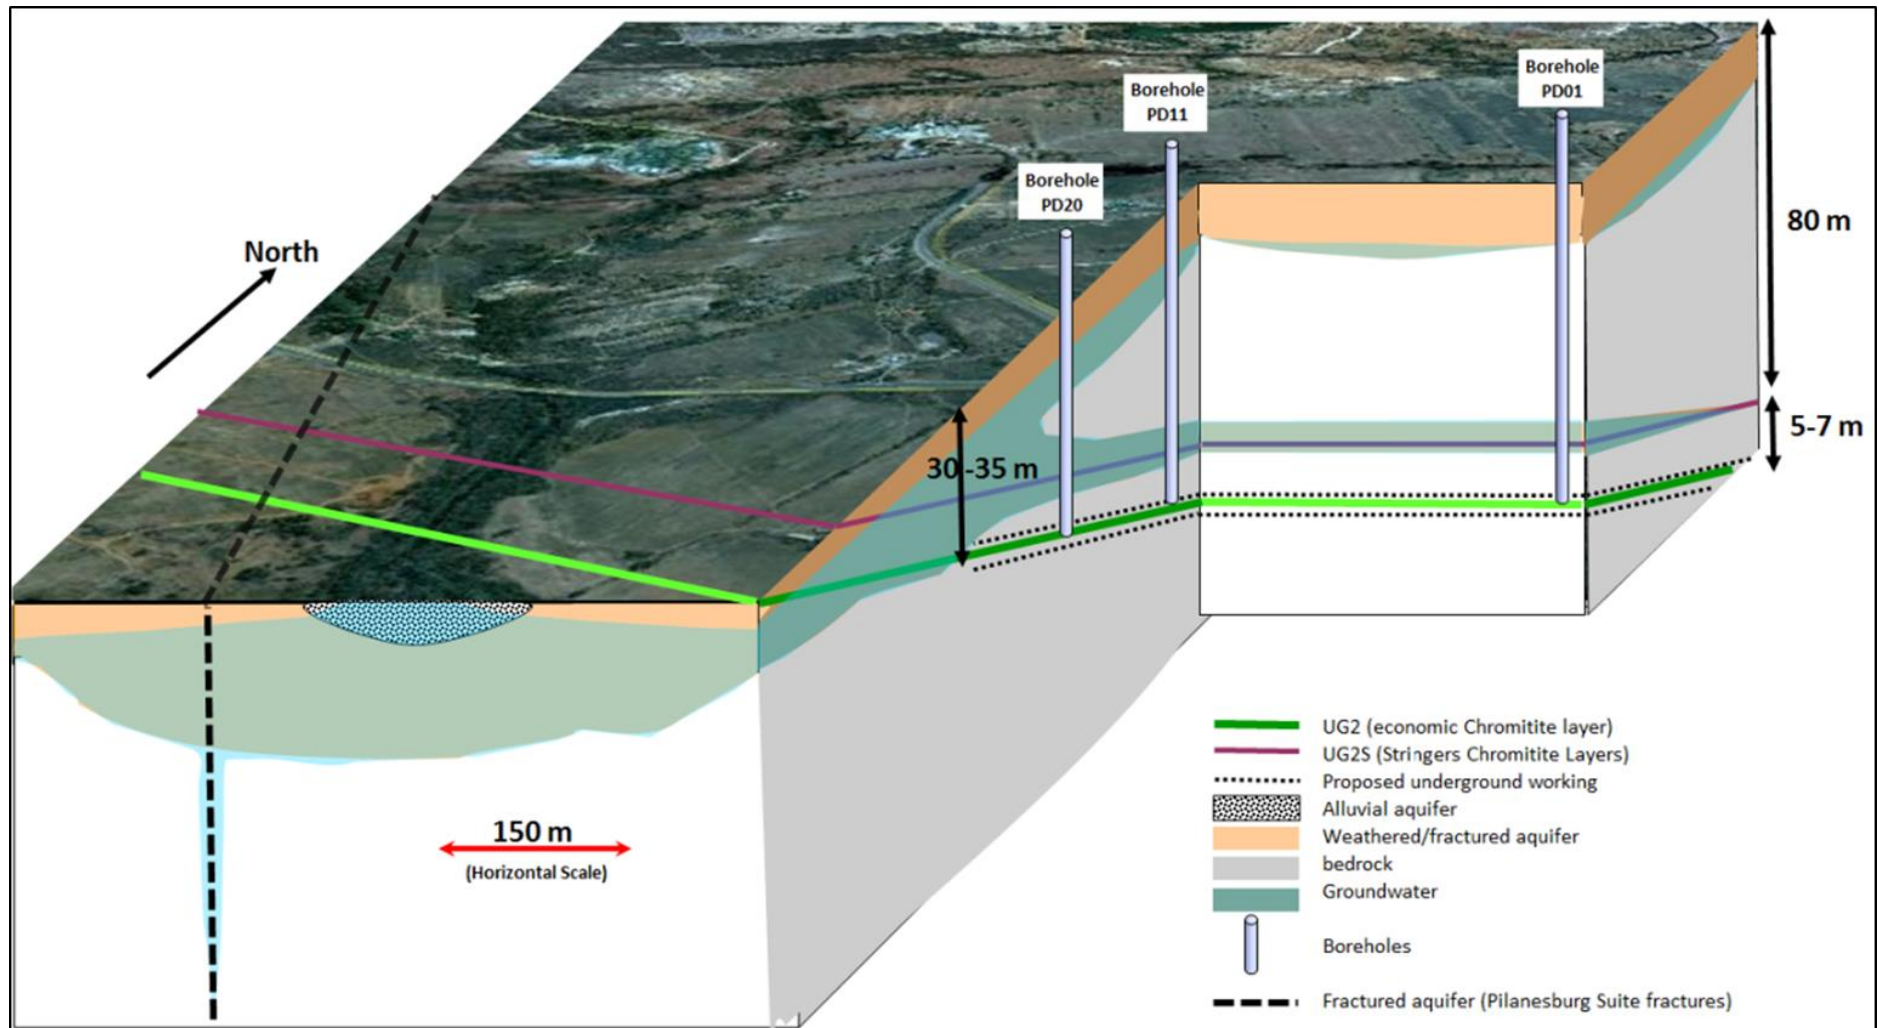 Borehole
PD01
Borehole
PD11
Borehole
PD20
North
80 m
5-7 m
30 -35 m
150 m
(Horizontal Scale)
UG2 (economic Chromitite layer)
UG2S (Stringers Chromitite Layers)
Proposed underground working
Alluvial aquifer
Weathered/fractured aquifer
bedrock
Groundwater
Boreholes
Fractured aquifer (Pilanesburg Suite fractures)